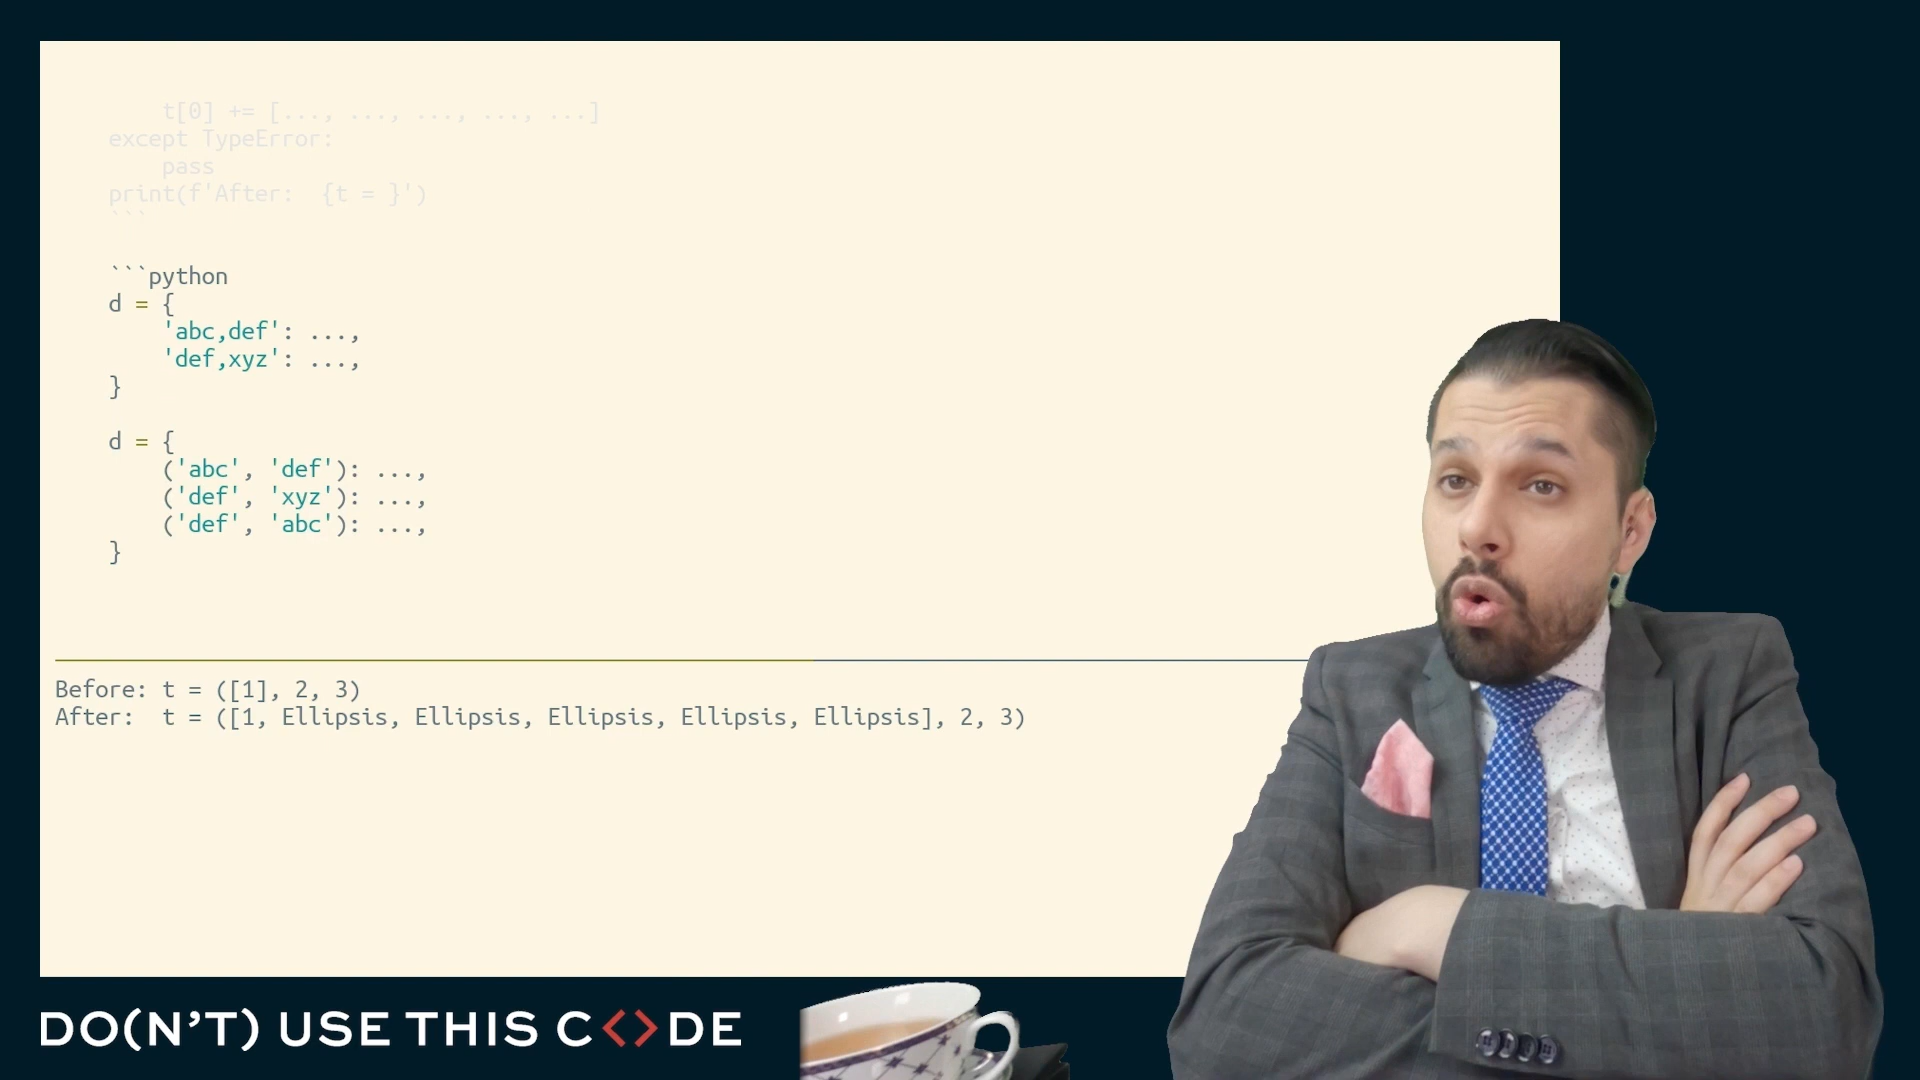 t[0] += [..., ..., ..., ..., ...]
except TypeError:
    pass
print(f'After:  {t = }')
```
```python
d = {
    'abc,def': ...,
    'def,xyz': ...,
}
d = {
    ('abc', 'def'): ...,
    ('def', 'xyz'): ...,
    ('def', 'abc'): ...,
}
Before: t = ([1], 2, 3)
After:  t = ([1, Ellipsis, Ellipsis, Ellipsis, Ellipsis, Ellipsis], 2, 3)
DO(N’T) USE THIS C<>DE